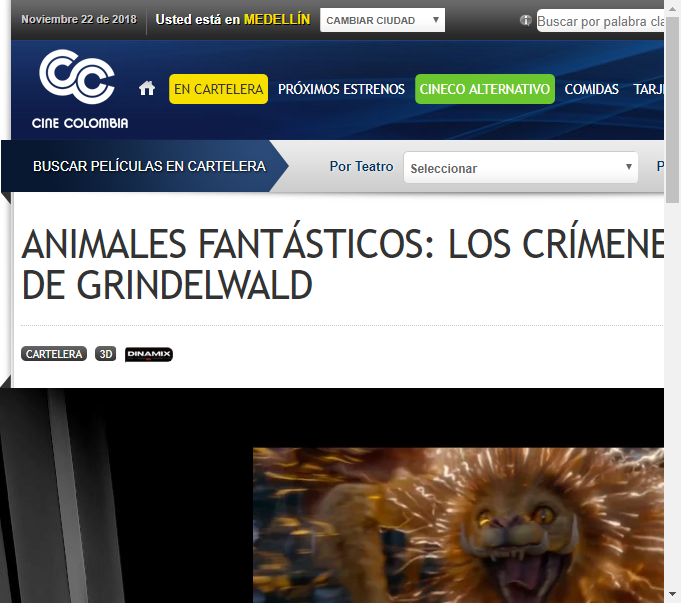 Noviembre 22 de 2018 Usted está en MEDELLÍN CAMBIAR CIUDAD Buscar por palabra cla
EN CARTELERA PRÓXIMOS ESTRENOS CINECO ALTERNATIVO COMIDAS TARJ
CINE COLOMBIA
BUSCAR PELÍCULAS EN CARTELERA Por Teatro Seleccionar P
ANIMALES FANTÁSTICOS: LOS CRÍMENE
DE GRINDELWALD
CARTELERA 3D DINAMIX